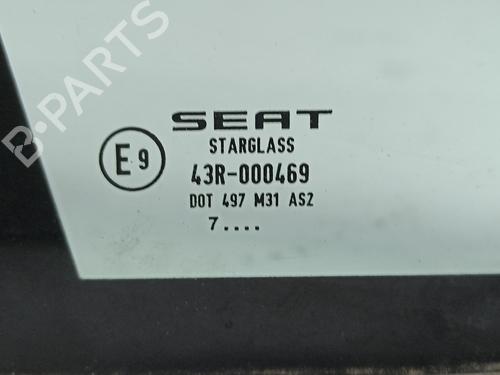 B-PARTS
SEAT
STARGLASS
E9
43R-000469
DOT 497 M31 AS2
7....